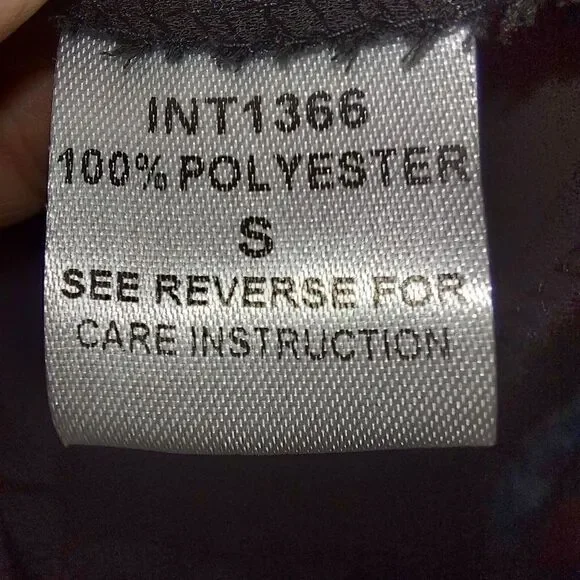 INT1366
100% POLYESTER
S
SEE REVERSE FOR
CARE INSTRUCTION